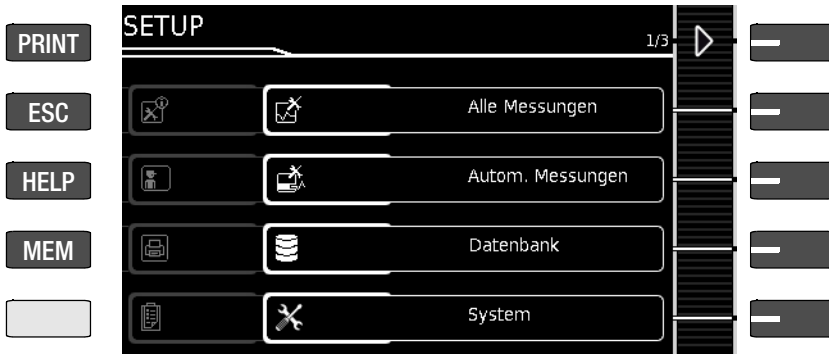 SETUP
1/3
PRINT
ESC
Alle Messungen
HELP
Autom. Messungen
MEM
Datenbank
System